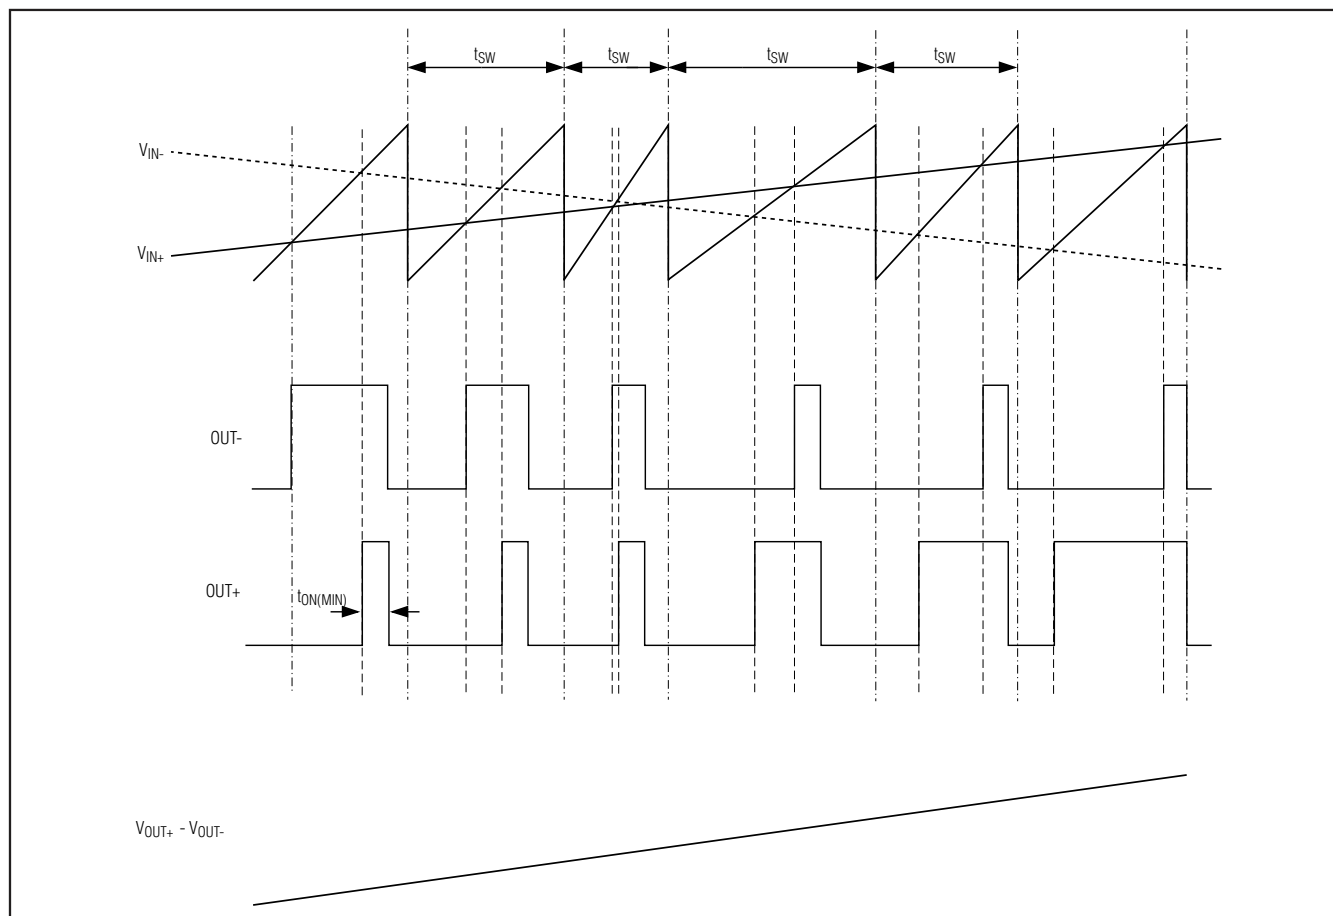 tSW tSW tSW tSW
VIN-
VIN+
OUT-
OUT+
tON(MIN)
VOUT+ - VOUT-